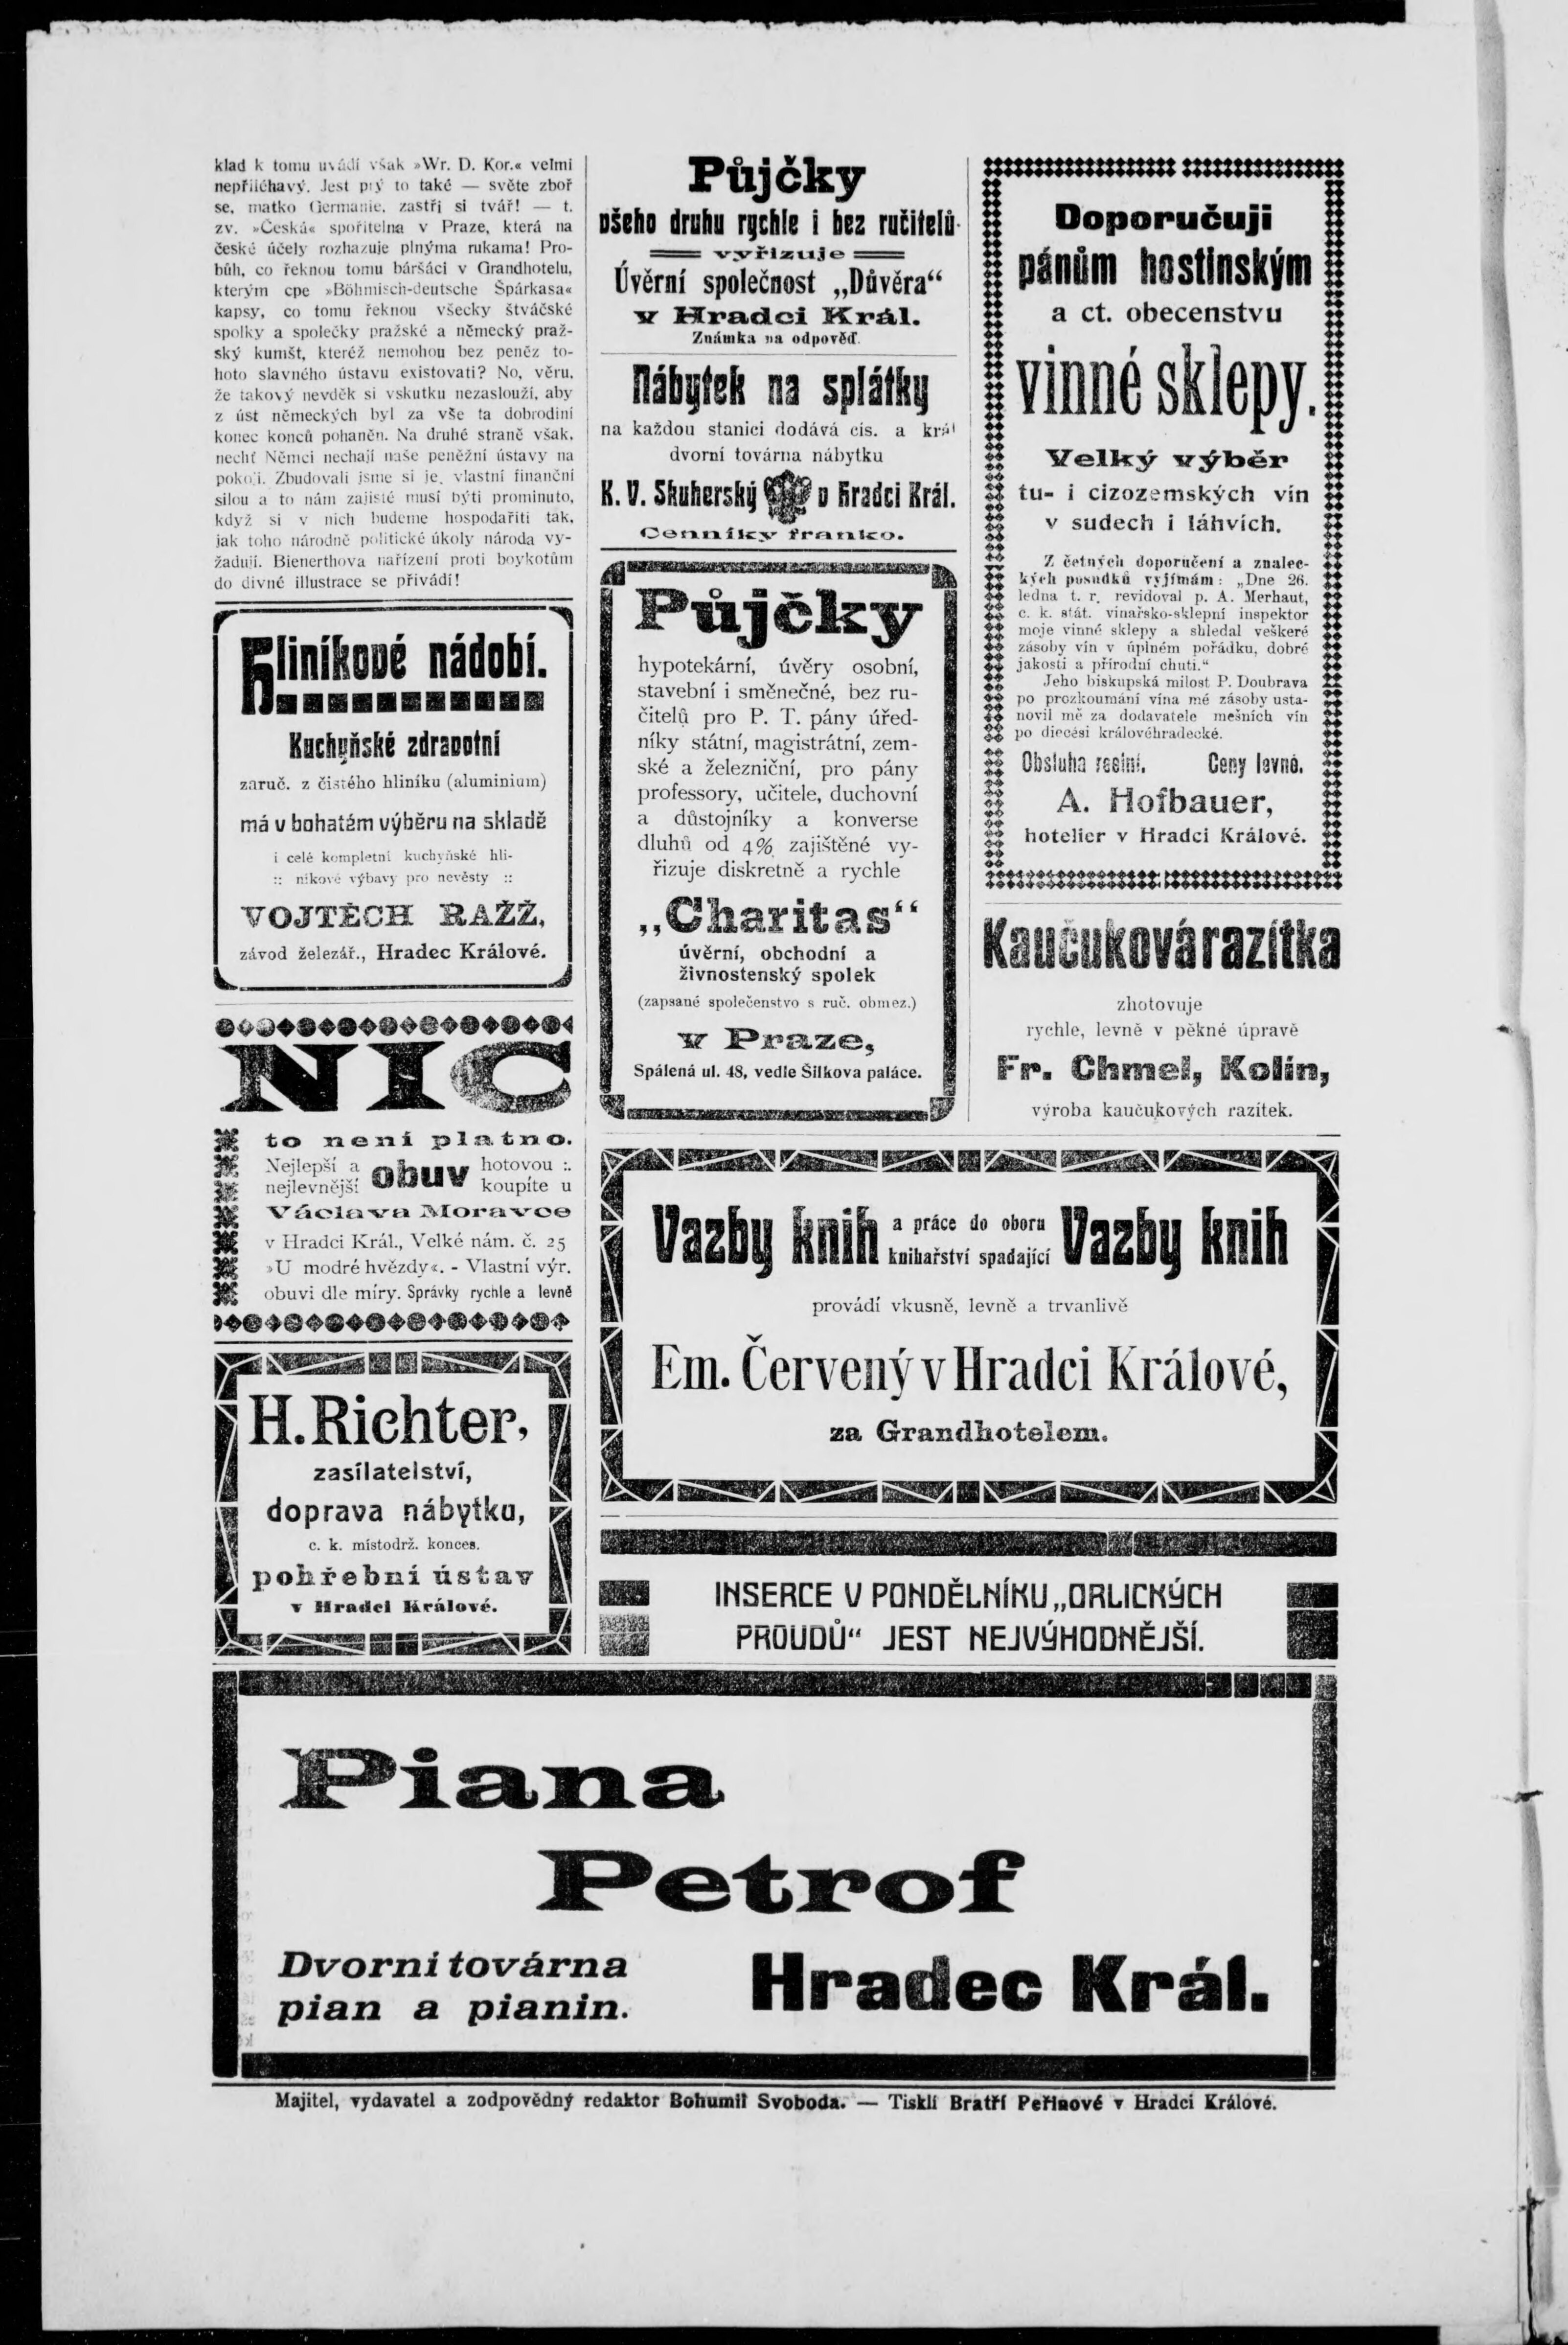 klad k tomu uvádí však »Wr. D. Kor.« velmi
nepřiléhavý. Jest prý to také — světe zboř
se, matko Germanie, zastři si tvář! — t.
zv. »Česká« spořitelna v Praze, která na
české účely rozhazuje plnýma rukama! Pro-
bůh, co řeknou tomu báršáci v Grandhotelu,
kterým cpe »Böhmisch-deutsche Sparkasa«
kapsy, co tomu řeknou všecky štváčské
spolky a společky pražské a německý praž-
ský kumšt, kteréž nemohou bez peněz to-
hoto slavného ústavu existovati? No, věru,
že takový nevděk si vskutku nezaslouží, aby
z úst německých byl za vše ta dobrodiní
konec konců pohaněn. Na druhé straně však,
nechť Němci nechají naše peněžní ústavy na
pokoji. Zbudovali jsme si je, vlastní finanční
silou a to nám zajisté musí býti prominuto,
když si v nich budeme hospodařiti tak,
jak toho národně politické úkoly národa vy-
žadují. Bienerthova nařízení proti boykotům
do divné illustrace se přivádí!
Hliníkové nádobí.
Kuchyňské zdravotní
zaruč. z čistého hliníku (aluminium)
má v bohatém výběru na skladě
i celé kompletní kuchyňské hli-
:: níkové výbavy pro nevěsty ::
VOJTĚCH RAŽŽ,
závod železář., Hradec Králové.
NIC
to není platno.
Nejlepší a obuv hotovou :.
nejlevnější koupíte u
Václava Moravce
v Hradci Král., Velké nám. č. 25
»U modré hvězdy«. - Vlastní výr.
obuvi dle míry. Správky rychle a levně
H. Richter,
zasílatelství,
doprava nábytku,
c. k. místodrž. konces.
pohřební ústav
v Hradci Králové.
Půjčky
všeho druhu rychle i bez ručitelů
vyřizuje
Úvěrní společnost „Důvěra“
v Hradci Král.
Známka na odpověď.
Nábytek na splátky
na každou stanici dodává cís. a král
dvorní továrna nábytku
K. V. Skuherský v Hradci Král.
Cenníky franko.
Půjčky
hypotekární, úvěry osobní,
stavební i směnečné, bez ru-
čitelů pro P. T. pány úřed-
níky státní, magistrátní, zem-
ské a železniční, pro pány
professory, učitele, duchovní
a důstojníky a konverse
dluhů od 4% zajištěné vy-
řizuje diskretně a rychle
„Charitas“
úvěrní, obchodní a
živnostenský spolek
(zapsané společenstvo s ruč. obmez.)
v Praze,
Spálená ul. 48, vedle Šilkova paláce.
Doporučuji
pánům hostinským
a ct. obecenstvu
vinné sklepy.
Velký výběr
tu- i cizozemských vín
v sudech i láhvích.
Z četných doporučení a znalec-
kých posudků vyjímám: „Dne 26.
ledna t. r. revidoval p. A. Merhaut,
c. k. stát. vinařsko-sklepní inspektor
moje vinné sklepy a shledal veškeré
zásoby vín v úplném pořádku, dobré
jakosti a přírodní chuti.“
Jeho biskupská milost P. Doubrava
po prozkoumání vína mé zásoby usta-
novil mě za dodavatele mešních vín
po diecési královéhradecké.
Obsluha reelní. Ceny levné.
A. Hofbauer,
hotelier v Hradci Králové.
Kaučuková razítka
zhotovuje
rychle, levně v pěkné úpravě
Fr. Chmel, Kolín,
výroba kaučukových razítek.
Vazby knih a práce do oboru Vazby knih
knihařství spadající
provádí vkusně, levně a trvanlivě
Em. Červený v Hradci Králové,
za Grandhotelem.
INSERCE V PONDĚLNÍKU „ORLICKÝCH
PROUDŮ“ JEST NEJVÝHODNĚJŠÍ.
Piana
Petrof
Dvorní továrna
pian a pianin.
Hradec Král.
Majitel, vydavatel a zodpovědný redaktor Bohumil Svoboda. — Tiskli Bratří Peřinové v Hradci Králové.